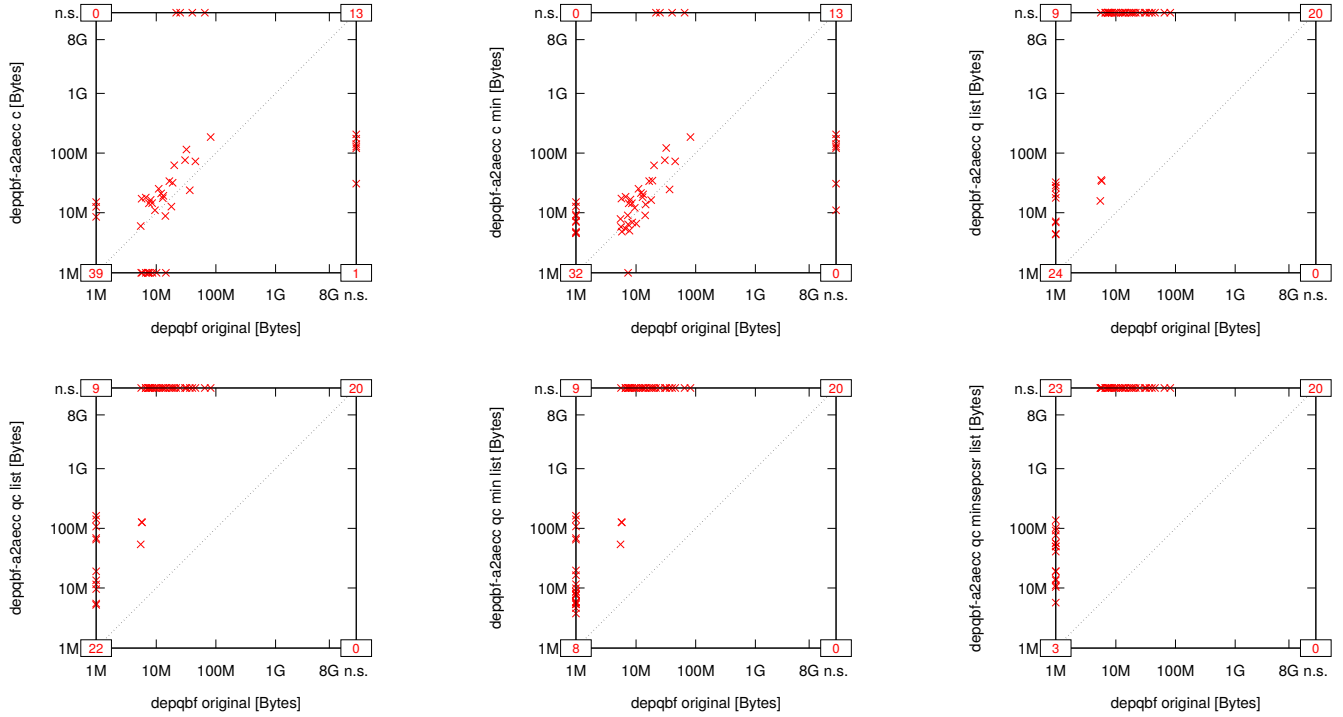 n.s. 0 13
8G
1G
100M
10M
1M 39 1
1M 10M 100M 1G 8G n.s.
depqbf original [Bytes]
depqbf-a2aecc c [Bytes]
n.s. 0 13
8G
1G
100M
10M
1M 32 0
1M 10M 100M 1G 8G n.s.
depqbf original [Bytes]
depqbf-a2aecc c min [Bytes]
n.s. 9 20
8G
1G
100M
10M
1M 24 0
1M 10M 100M 1G 8G n.s.
depqbf original [Bytes]
depqbf-a2aecc q list [Bytes]
n.s. 9 20
8G
1G
100M
10M
1M 22 0
1M 10M 100M 1G 8G n.s.
depqbf original [Bytes]
depqbf-a2aecc qc list [Bytes]
n.s. 9 20
8G
1G
100M
10M
1M 8 0
1M 10M 100M 1G 8G n.s.
depqbf original [Bytes]
depqbf-a2aecc qc min list [Bytes]
n.s. 23 20
8G
1G
100M
10M
1M 3 0
1M 10M 100M 1G 8G n.s.
depqbf original [Bytes]
depqbf-a2aecc qc minsepcsr list [Bytes]